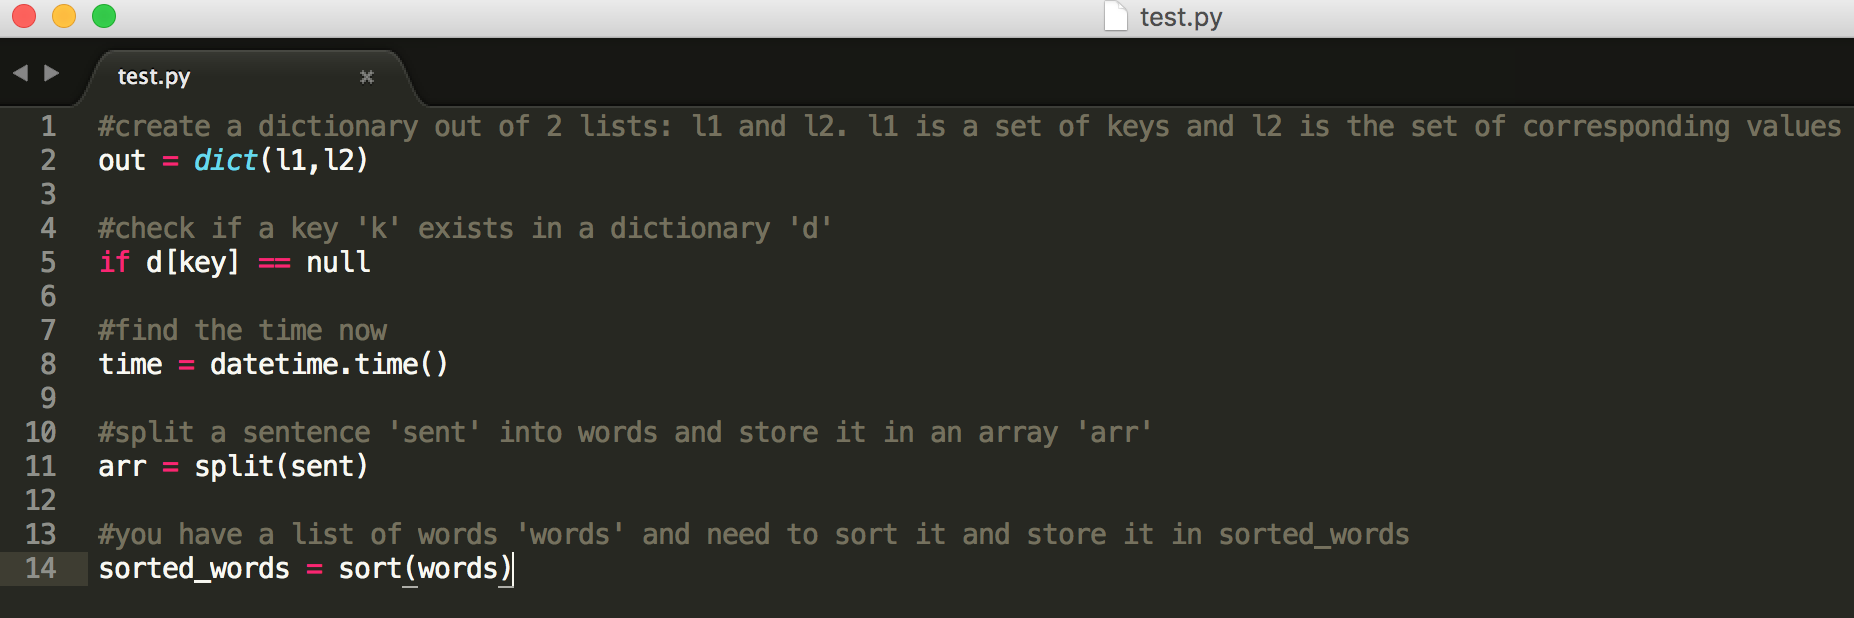 test.py
test.py
1 #create a dictionary out of 2 lists: l1 and l2. l1 is a set of keys and l2 is the set of corresponding values
2 out = dict(l1,l2)
3
4 #check if a key 'k' exists in a dictionary 'd'
5 if d[key] == null
6
7 #find the time now
8 time = datetime.time()
9
10 #split a sentence 'sent' into words and store it in an array 'arr'
11 arr = split(sent)
12
13 #you have a list of words 'words' and need to sort it and store it in sorted_words
14 sorted_words = sort(words)